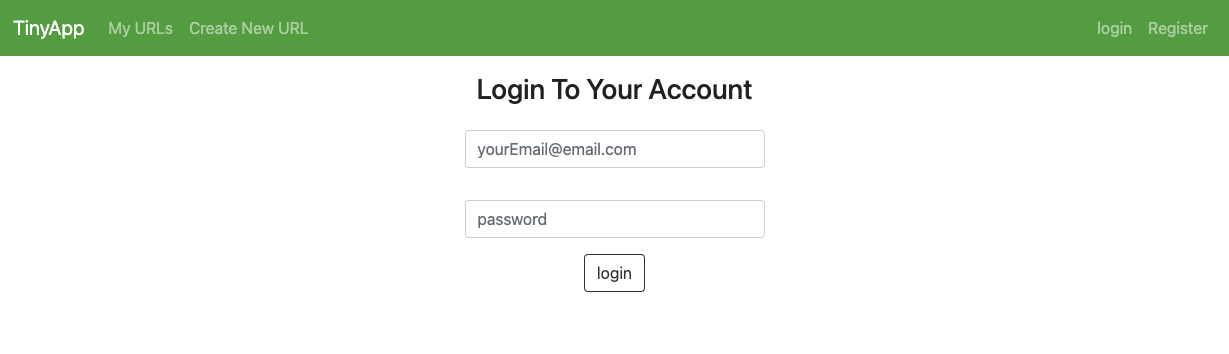 TinyApp My URLs Create New URL login Register
Login To Your Account
yourEmail@email.com
password
login